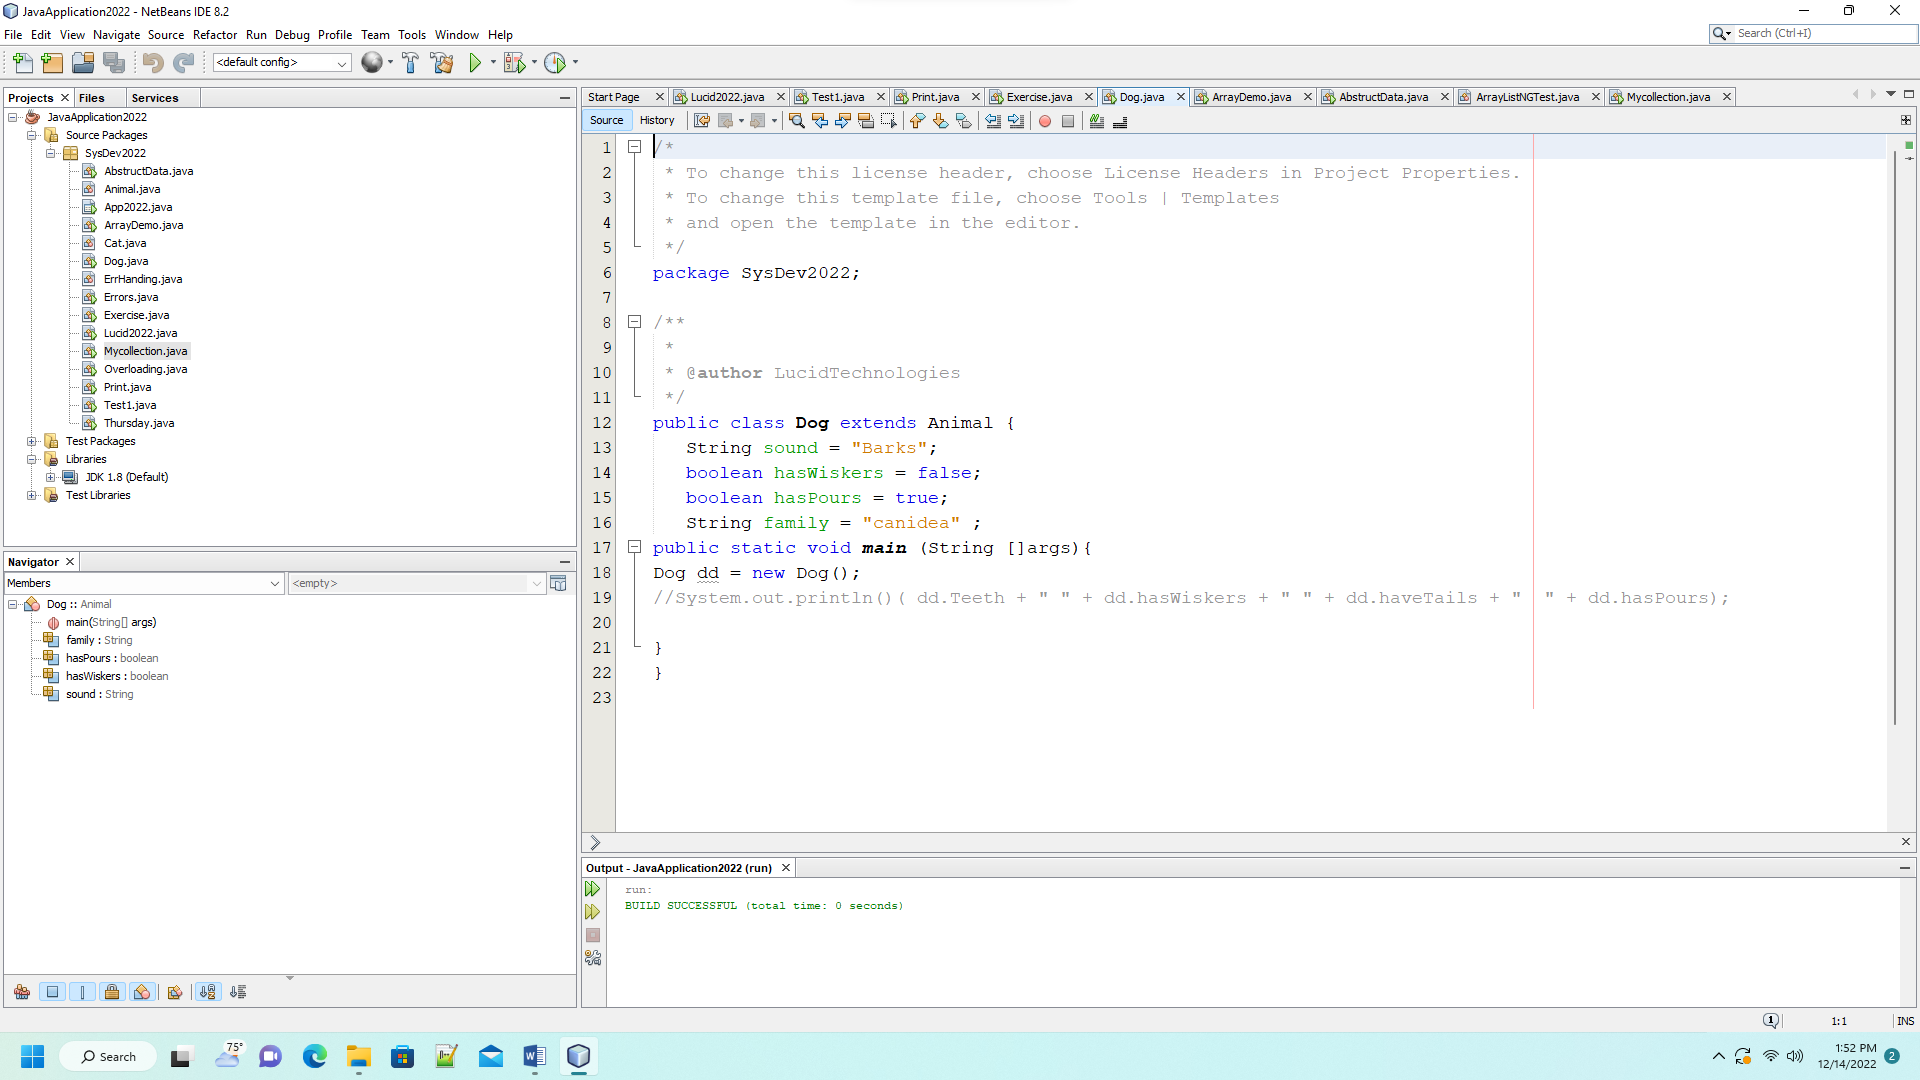 JavaApplication2022 - NetBeans IDE 8.2
File Edit View Navigate Source Refactor Run Debug Profile Team Tools Window Help
Search (Ctrl+I)
<default config>
Projects Files Services
JavaApplication2022
Source Packages
SysDev2022
AbstructData.java
Animal.java
App2022.java
ArrayDemo.java
Cat.java
Dog.java
ErrHanding.java
Errors.java
Exercise.java
Lucid2022.java
Mycollection.java
Overloading.java
Print.java
Test1.java
Thursday.java
Test Packages
Libraries
JDK 1.8 (Default)
Test Libraries
Navigator
Members <empty>
Dog :: Animal
main(String[] args)
family : String
hasPours : boolean
hasWiskers : boolean
sound : String
Start Page Lucid2022.java Test1.java Print.java Exercise.java Dog.java ArrayDemo.java AbstructData.java ArrayListNGTest.java Mycollection.java
Source History
1 /*
2 * To change this license header, choose License Headers in Project Properties.
3 * To change this template file, choose Tools | Templates
4 * and open the template in the editor.
5 */
6 package SysDev2022;
7
8 /**
9 *
10 * @author LucidTechnologies
11 */
12 public class Dog extends Animal {
13 String sound = "Barks";
14 boolean hasWiskers = false;
15 boolean hasPours = true;
16 String family = "canidea" ;
17 public static void main (String []args){
18 Dog dd = new Dog();
19 //System.out.println()( dd.Teeth + " " + dd.hasWiskers + " " + dd.haveTails + "  " + dd.hasPours);
20
21 }
22 }
23
Output - JavaApplication2022 (run)
run:
BUILD SUCCESSFUL (total time: 0 seconds)
1 1:1 INS
Search
75°
1:52 PM
12/14/2022
2